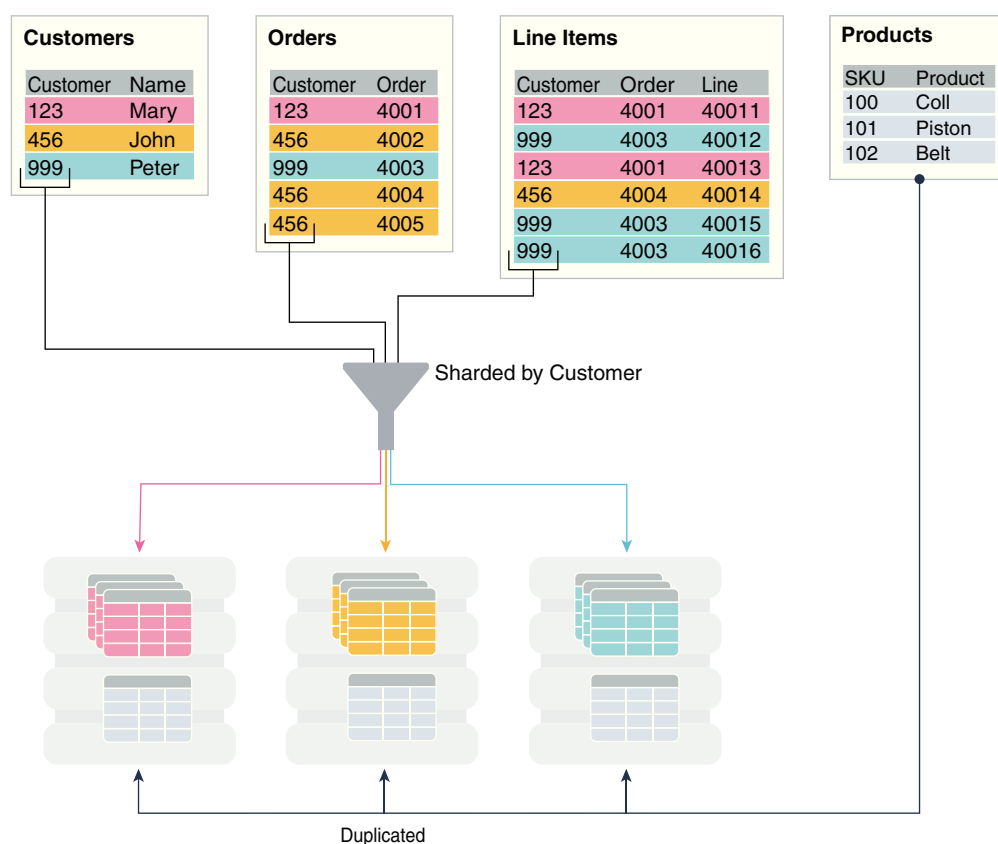 Customers
Customer Name
123 Mary
456 John
999 Peter
Orders
Customer Order
123 4001
456 4002
999 4003
456 4004
456 4005
Line Items
Customer Order Line
123 4001 40011
999 4003 40012
123 4001 40013
456 4004 40014
999 4003 40015
999 4003 40016
Products
SKU Product
100 Coll
101 Piston
102 Belt
Sharded by Customer
Duplicated